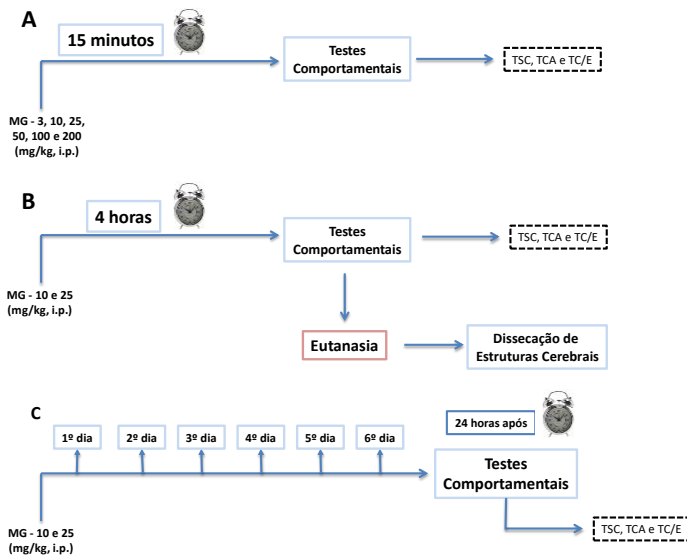 A
15 minutos
Testes
Comportamentais
TSC, TCA e TC/E
MG - 3, 10, 25,
50, 100 e 200
(mg/kg, i.p.)
B
4 horas
Testes
Comportamentais
TSC, TCA e TC/E
MG - 10 e 25
(mg/kg, i.p.)
Eutanasia
Dissecação de
Estruturas Cerebrais
C
24 horas após
1º dia
2º dia
3º dia
4º dia
5º dia
6º dia
Testes
Comportamentais
MG - 10 e 25
(mg/kg, i.p.)
TSC, TCA e TC/E